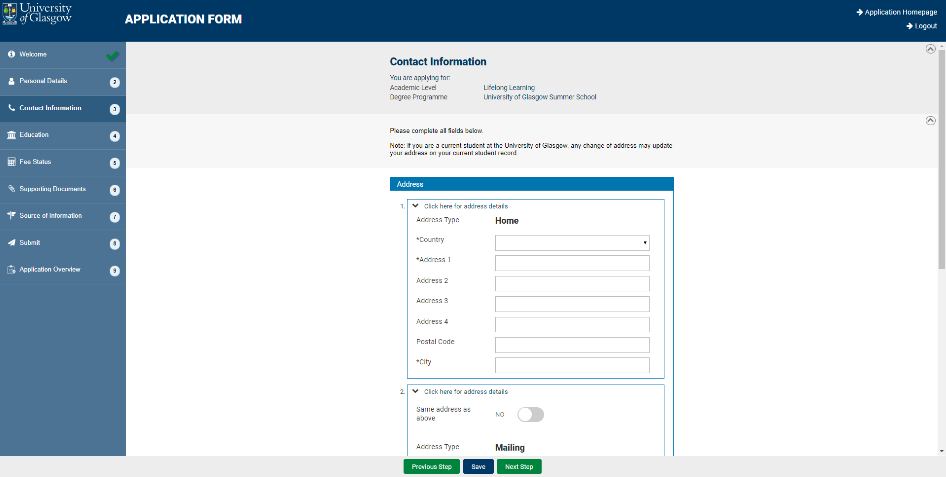 University
of Glasgow
APPLICATION FORM
Application Homepage
Logout
Welcome
Personal Details
2
Contact Information
3
Education
4
Fee Status
5
Supporting Documents
6
Source of Information
7
Submit
8
Application Overview
9
Contact Information
You are applying for:
Academic Level Lifelong Learning
Degree Programme University of Glasgow Summer School
Please complete all fields below.
Note: If you are a current student at the University of Glasgow, any change of address may update
your address on your current student record.
Address
1. Click here for address details
Address Type Home
*Country
*Address 1
Address 2
Address 3
Address 4
Postal Code
*City
2. Click here for address details
Same address as
above
NO
Address Type Mailing
Previous Step Save Next Step